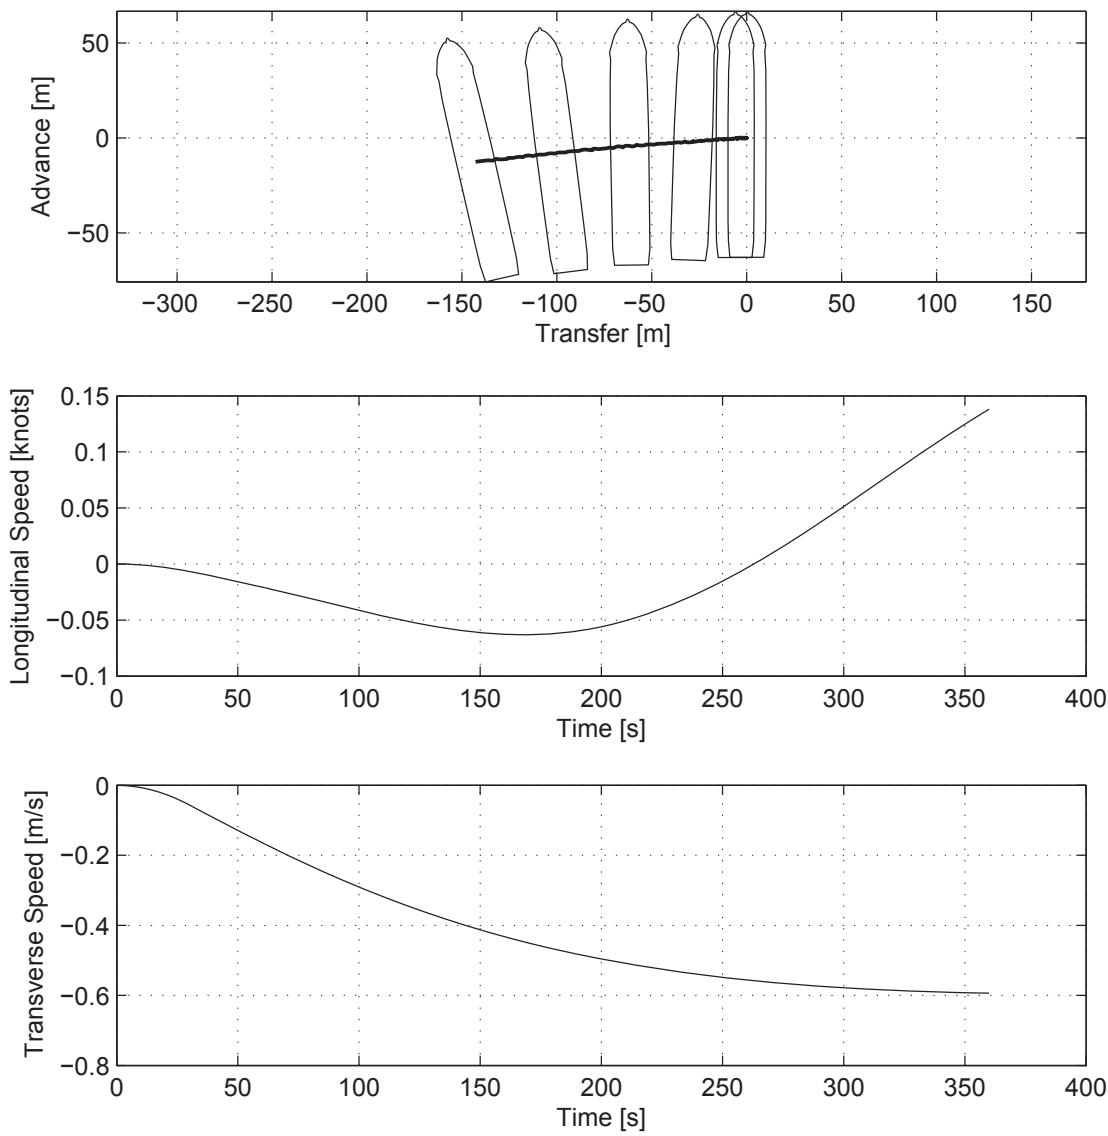 50
0
−50
Advance [m]
−300 −250 −200 −150 −100 −50 0 50 100 150
Transfer [m]
0.15
0.1
0.05
0
−0.05
−0.1
Longitudinal Speed [knots]
0 50 100 150 200 250 300 350 400
Time [s]
0
−0.2
−0.4
−0.6
−0.8
Transverse Speed [m/s]
0 50 100 150 200 250 300 350 400
Time [s]